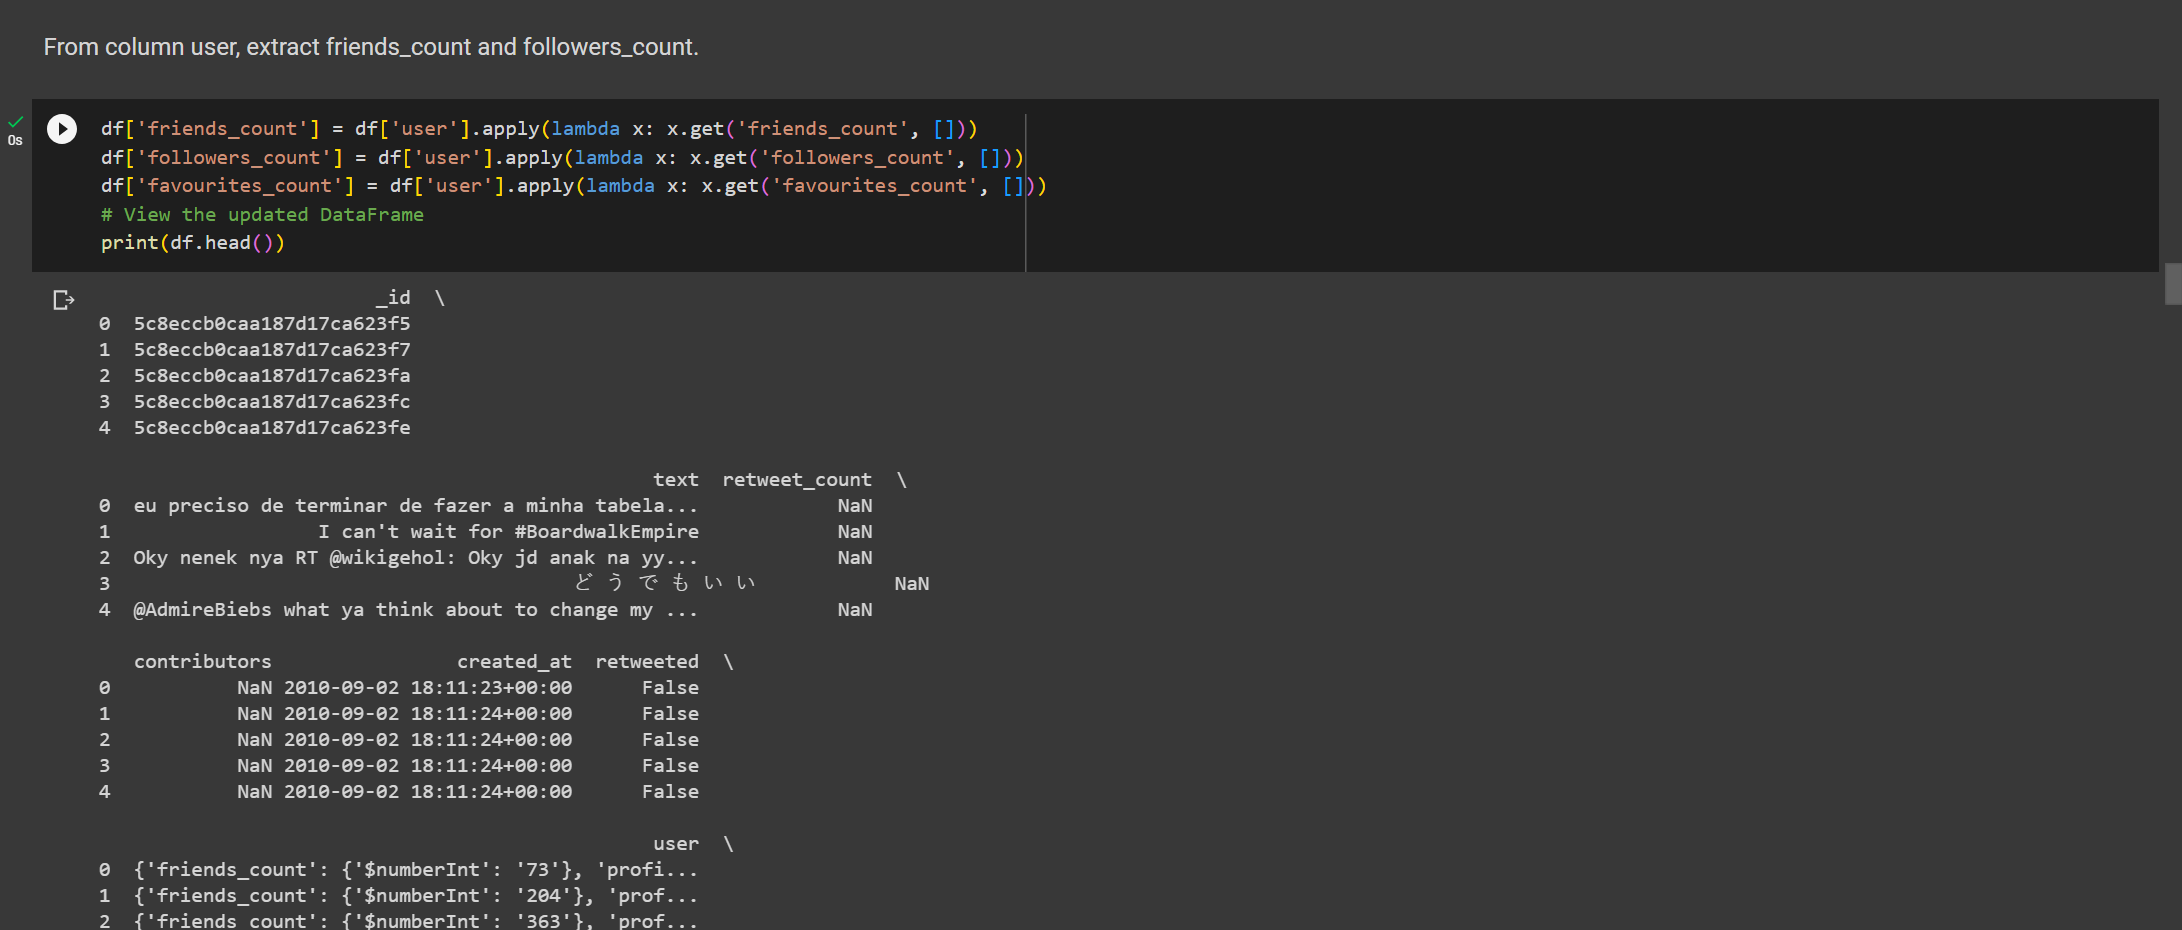 From column user, extract friends_count and followers_count.
0s
df['friends_count'] = df['user'].apply(lambda x: x.get('friends_count', []))
df['followers_count'] = df['user'].apply(lambda x: x.get('followers_count', []))
df['favourites_count'] = df['user'].apply(lambda x: x.get('favourites_count', []))
# View the updated DataFrame
print(df.head())
_id \
0 5c8eccb0caa187d17ca623f5
1 5c8eccb0caa187d17ca623f7
2 5c8eccb0caa187d17ca623fa
3 5c8eccb0caa187d17ca623fc
4 5c8eccb0caa187d17ca623fe
text retweet_count \
0 eu preciso de terminar de fazer a minha tabela... NaN
1 I can't wait for #BoardwalkEmpire NaN
2 Oky nenek nya RT @wikigehol: Oky jd anak na yy... NaN
3 ど う で も い い NaN
4 @AdmireBiebs what ya think about to change my ... NaN
contributors created_at retweeted \
0 NaN 2010-09-02 18:11:23+00:00 False
1 NaN 2010-09-02 18:11:24+00:00 False
2 NaN 2010-09-02 18:11:24+00:00 False
3 NaN 2010-09-02 18:11:24+00:00 False
4 NaN 2010-09-02 18:11:24+00:00 False
user \
0 {'friends_count': {'$numberInt': '73'}, 'profi...
1 {'friends_count': {'$numberInt': '204'}, 'prof...
2 {'friends_count': {'$numberInt': '363'}, 'prof...